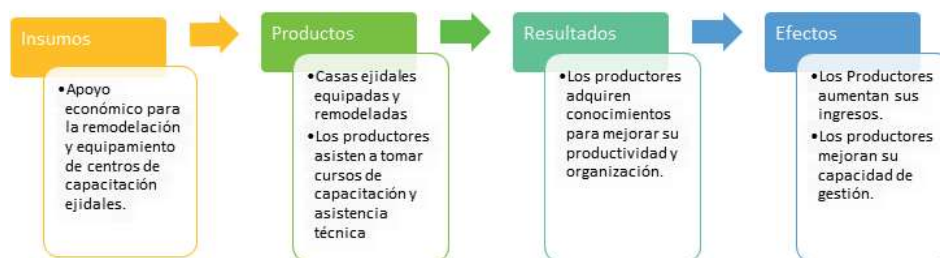 Insumos
•Apoyo
económico para
la remodelación
y equipamiento
de centros de
capacitación
ejidales.
Productos
•Casas ejidales
equipadas y
remodeladas
•Los productores
asisten a tomar
cursos de
capacitación y
asistencia
técnica
Resultados
•Los productores
adquieren
conocimientos
para mejorar su
productividad y
organización.
Efectos
•Los Productores
aumentan sus
ingresos.
•Los productores
mejoran su
capacidad de
gestión.